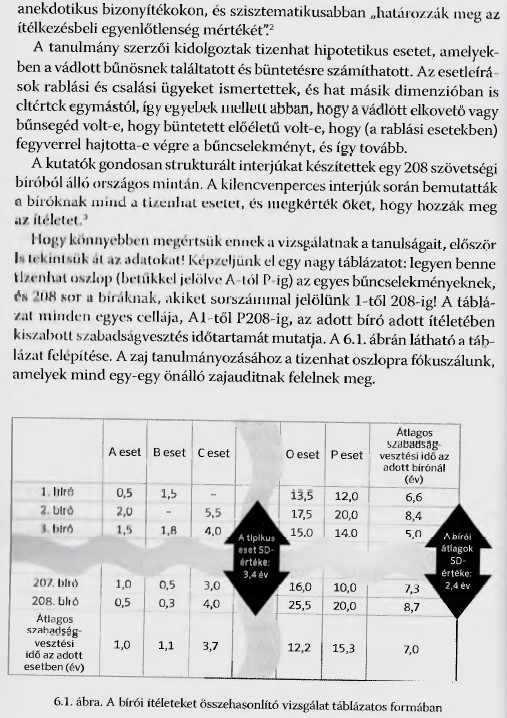 anekdotikus bizonyítékokon, és szisztematikusabban „határozzák meg az
ítélkezésbeli egyenlőtlenség mértékét”.²
A tanulmány szerzői kidolgoztak tizenhat hipotetikus esetet, amelyek-
ben a vádlott bűnösnek találtatott és büntetésre számíthatott. Az esetleírá-
sok rablási és csalási ügyeket ismertettek, és hat másik dimenzióban is
eltértek egymástól, így egyebek mellett abban, hogy a vádlott elkövető vagy
bűnsegéd volt-e, hogy büntetett előéletű volt-e, hogy (a rablási esetekben)
fegyverrel hajtotta-e végre a bűncselekményt, és így tovább.
A kutatók gondosan strukturált interjúkat készítettek egy 208 szövetségi
bíróból álló országos mintán. A kilencvenperces interjúk során bemutatták
a bíróknak mind a tizenhat esetet, és megkérték őket, hogy hozzák meg
az ítéletet.³
Hogy könnyebben megértsük ennek a vizsgálatnak a tanulságait, először
is tekintsük át az adatokat! Képzeljünk el egy nagy táblázatot: legyen benne
tizenhat oszlop (betűkkel jelölve A-tól P-ig) az egyes bűncselekményeknek,
és 208 sor a bíráknak, akiket sorszámmal jelölünk 1-től 208-ig! A táblá-
zat minden egyes cellája, A1-től P208-ig, az adott bíró adott ítéletében
kiszabott szabadságvesztés időtartamát mutatja. A 6.1. ábrán látható a táb-
lázat felépítése. A zaj tanulmányozásához a tizenhat oszlopra fókuszálunk,
amelyek mind egy-egy önálló zajauditnak felelnek meg.
A eset B eset C eset O eset P eset
Átlagos
szabadság-
vesztési idő az
adott bírónál
(év)
1. bíró 0,5 1,5 - 13,5 12,0 6,6
2. bíró 2,0 - 5,5 17,5 20,0 8,4
3. bíró 1,5 1,8 4,0 15.0 14.0 5,0
A tipikus
eset SD-
értéke:
3,4 év
A bírói
átlagok
SD-
értéke:
2,4 év
207. bíró 1,0 0,5 3,0 16,0 10,0 7,3
208. bíró 0,5 0,3 4,0 25,5 20,0 8,7
Átlagos
szabadság-
vesztési
idő az adott
esetben (év)
1,0 1,1 3,7 12,2 15,3 7,0
6.1. ábra. A bírói ítéleteket összehasonlító vizsgálat táblázatos formában